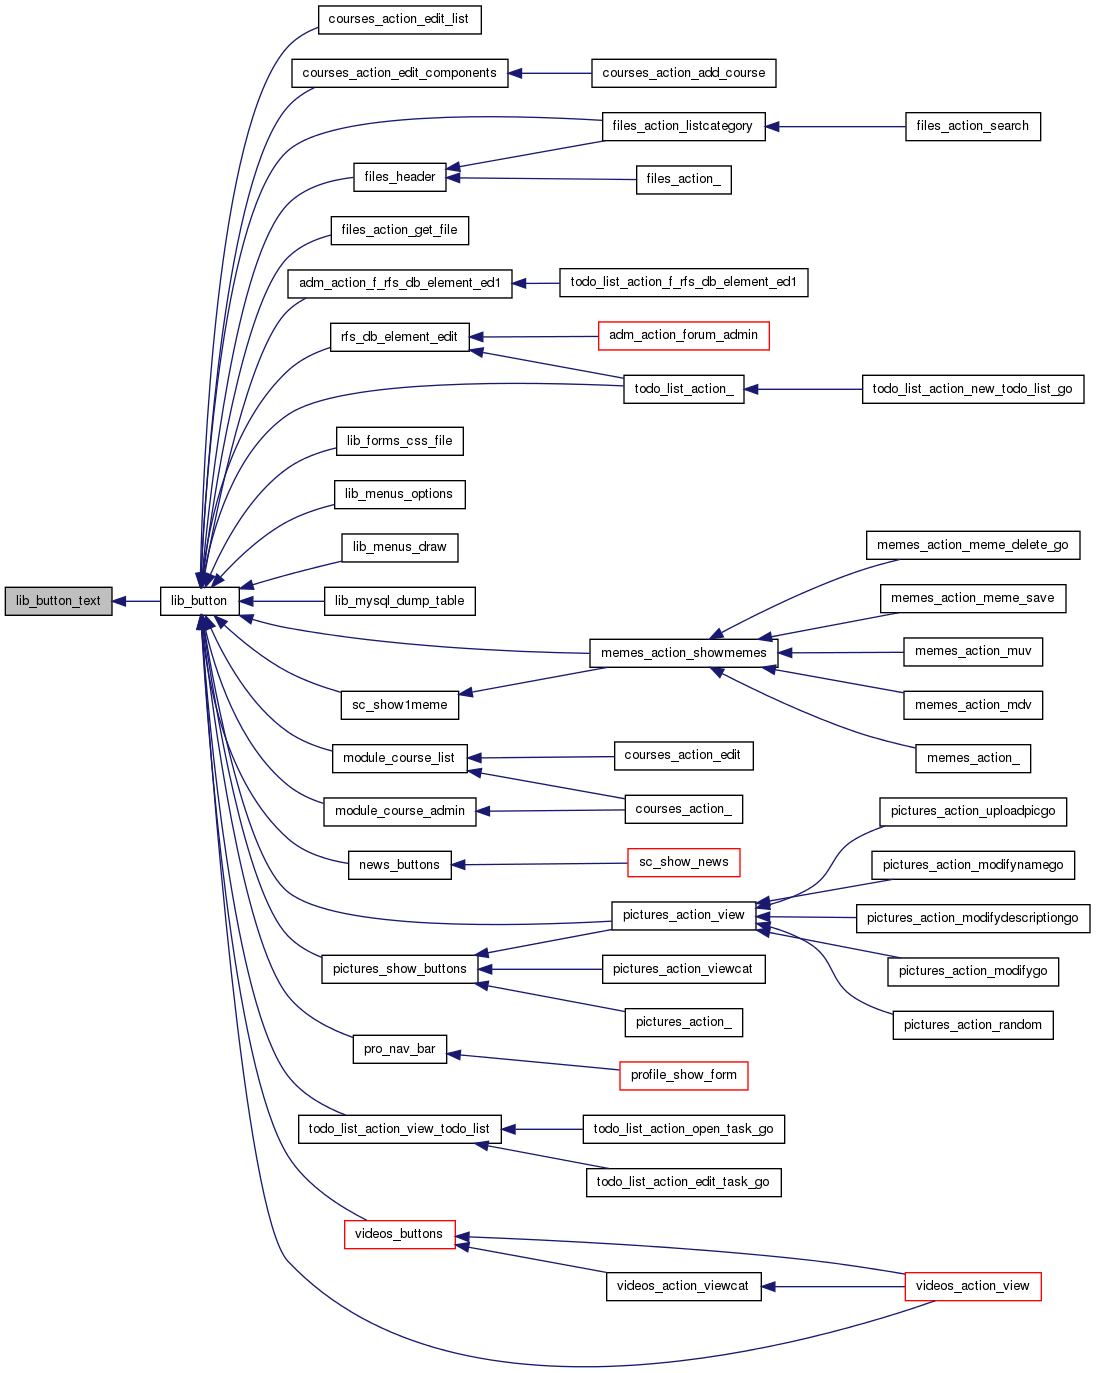 courses_action_edit_list
courses_action_edit_components
courses_action_add_course
files_action_listcategory
files_action_search
files_header
files_action_
files_action_get_file
adm_action_f_rfs_db_element_ed1
todo_list_action_f_rfs_db_element_ed1
rfs_db_element_edit
adm_action_forum_admin
todo_list_action_
todo_list_action_new_todo_list_go
lib_forms_css_file
lib_menus_options
lib_menus_draw
lib_button_text
lib_button
lib_mysql_dump_table
memes_action_meme_delete_go
memes_action_meme_save
memes_action_showmemes
memes_action_muv
sc_show1meme
memes_action_mdv
module_course_list
courses_action_edit
memes_action_
module_course_admin
courses_action_
pictures_action_uploadpicgo
news_buttons
sc_show_news
pictures_action_modifynamego
pictures_action_view
pictures_action_modifydescriptiongo
pictures_show_buttons
pictures_action_viewcat
pictures_action_modifygo
pictures_action_
pictures_action_random
pro_nav_bar
profile_show_form
todo_list_action_view_todo_list
todo_list_action_open_task_go
todo_list_action_edit_task_go
videos_buttons
videos_action_viewcat
videos_action_view